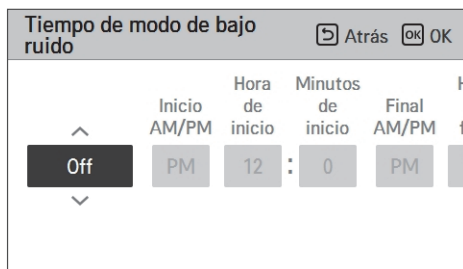 Tiempo de modo de bajo
ruido
Atrás OK OK
Hora Minutos H
Inicio de de Final
AM/PM inicio inicio AM/PM f
Off PM 12 : 0 PM